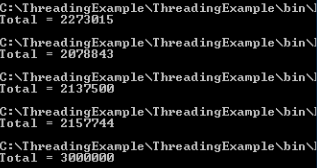 C:\ThreadingExample\ThreadingExample\bin\
Total = 2273015
C:\ThreadingExample\ThreadingExample\bin\
Total = 2078843
C:\ThreadingExample\ThreadingExample\bin\
Total = 2137500
C:\ThreadingExample\ThreadingExample\bin\
Total = 2157744
C:\ThreadingExample\ThreadingExample\bin\
Total = 3000000